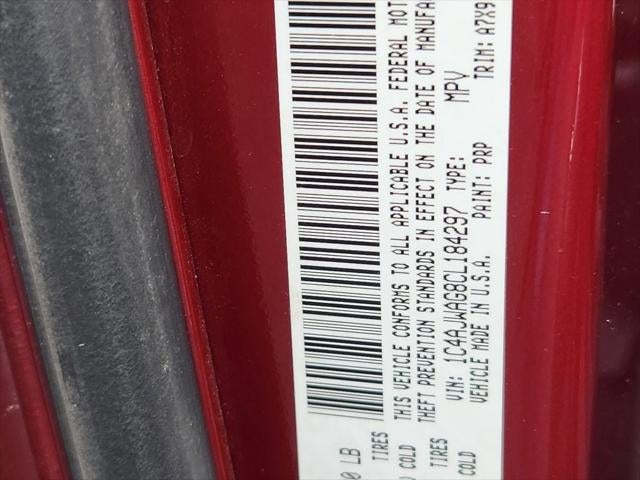 0 LB
TIRES THIS VEHICLE CONFORMS TO ALL APPLICABLE U.S.A. FEDERAL MOT
COLD THEFT PREVENTION STANDARDS IN EFFECT ON THE DATE OF MANUFA
TIRES VIN: 1C4AJWAG8CL184297 TYPE: MPV
COLD VEHICLE MADE IN U.S.A. PAINT: PRP TRIM: A7X9